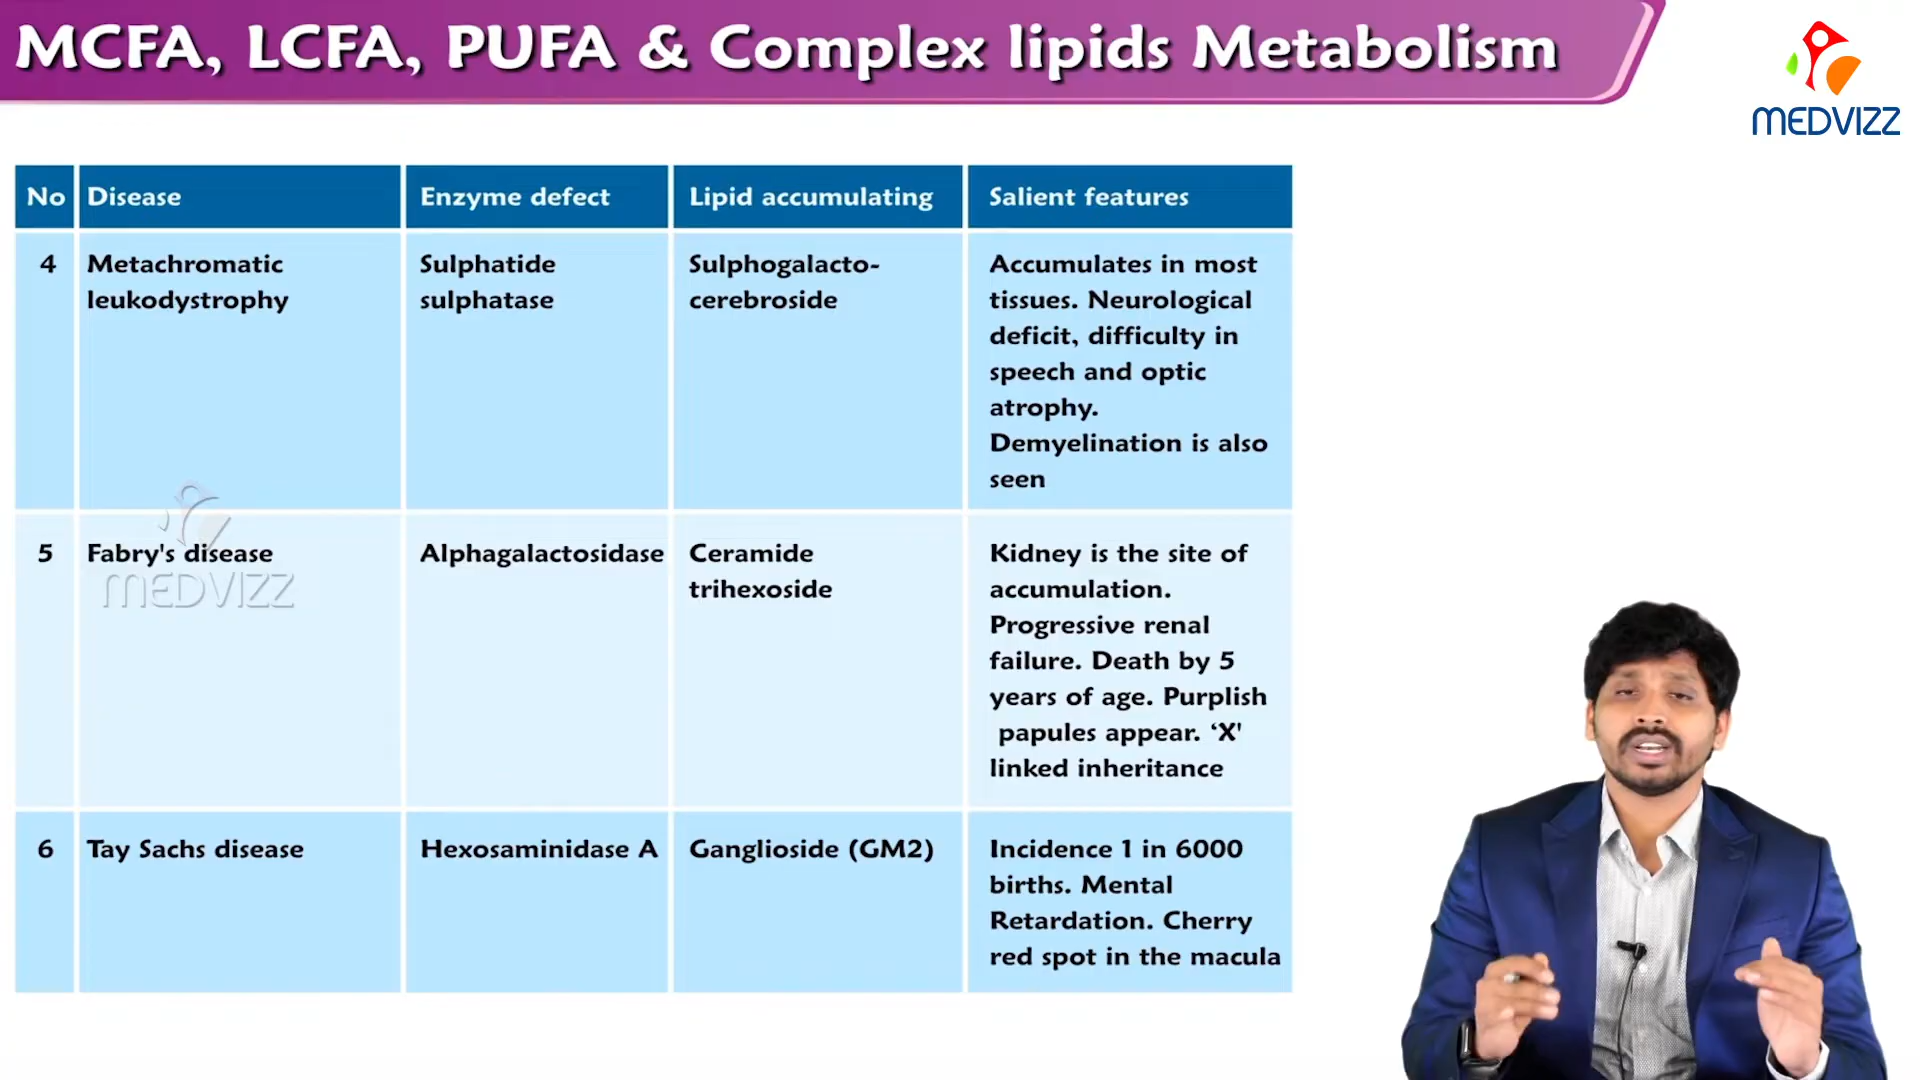 MCFA, LCFA, PUFA & Complex lipids Metabolism
MEDVIZZ
No Disease Enzyme defect Lipid accumulating Salient features
4 Metachromatic leukodystrophy Sulphatide sulphatase Sulphogalacto-cerebroside Accumulates in most
tissues. Neurological
deficit, difficulty in
speech and optic
atrophy.
Demyelination is also
seen
5 Fabry's disease Alphagalactosidase Ceramide trihexoside Kidney is the site of
accumulation.
Progressive renal
failure. Death by 5
years of age. Purplish
papules appear. ‘X'
linked inheritance
MEDVIZZ
6 Tay Sachs disease Hexosaminidase A Ganglioside (GM2) Incidence 1 in 6000
births. Mental
Retardation. Cherry
red spot in the macula